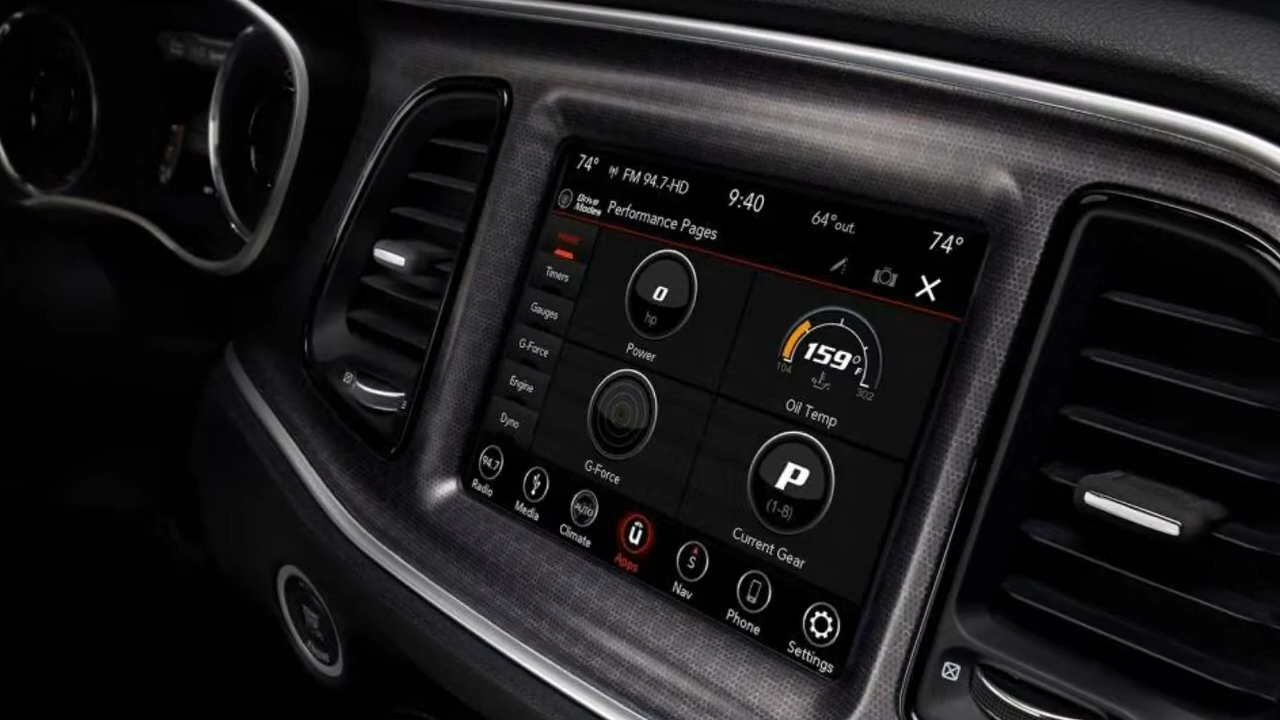 74° FM 94.7-HD 9:40 64°out. 74°
Drive Modes Performance Pages
Home
Timers
Gauges
G-Force
Engine
Dyno
0
hp
Power
159°F
104
302
Oil Temp
G-Force
P
(1-8)
Current Gear
94.7
Radio
Media
AUTO
Climate
û
Apps
S
Nav
Phone
Settings